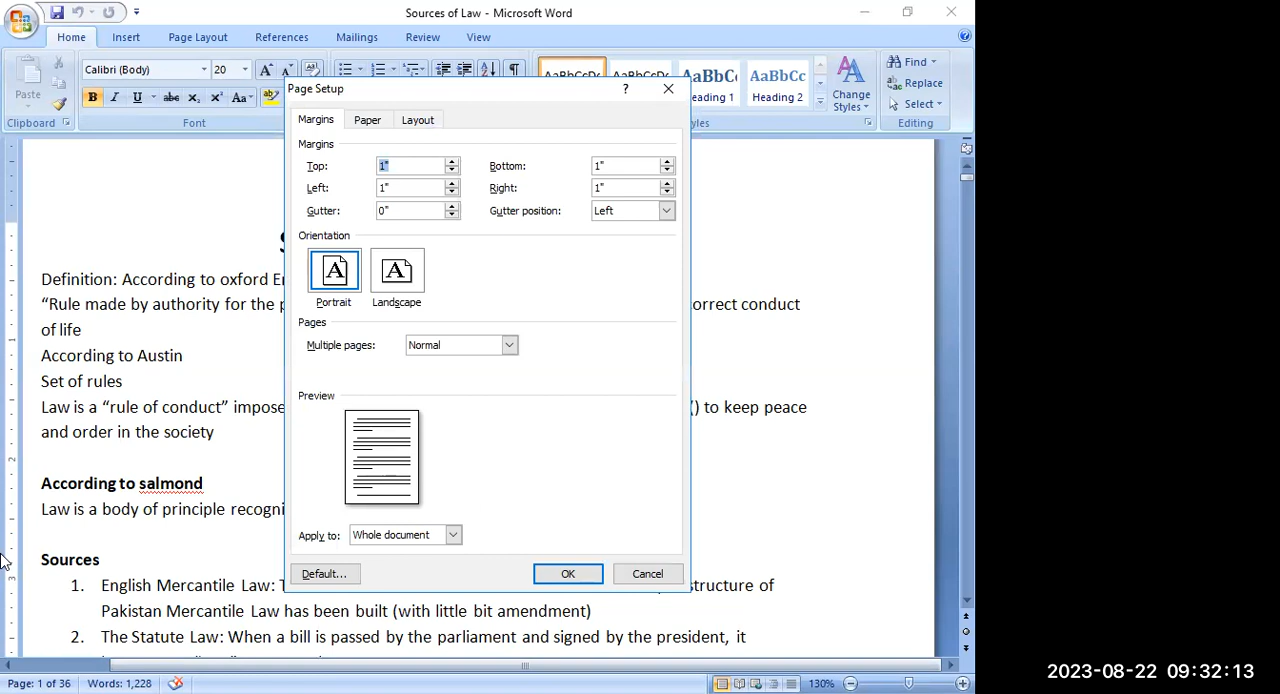 Sources of Law - Microsoft Word
Home Insert Page Layout References Mailings Review View
Paste
Clipboard
Calibri (Body) 20
B I U abc X₂ X² Aa
Font
AaBbCcDc AaBbCcDc AaBbC AaBbCc
Heading 1 Heading 2
Change Styles
Find
Replace
Select
Editing
Page Setup ?
Margins Paper Layout
Margins
Top: 1" Bottom: 1"
Left: 1" Right: 1"
Gutter: 0" Gutter position: Left
Orientation
A A
Portrait Landscape
Pages
Multiple pages: Normal
Preview
Apply to: Whole document
Default... OK Cancel
S
Definition: According to oxford En
“Rule made by authority for the p orrect conduct
of life
According to Austin
Set of rules
Law is a “rule of conduct” impose () to keep peace
and order in the society
According to salmond
Law is a body of principle recogni
Sources
1. English Mercantile Law: T structure of
Pakistan Mercantile Law has been built (with little bit amendment)
2. The Statute Law: When a bill is passed by the parliament and signed by the president, it
Page: 1 of 36 Words: 1,228 130%
2023-08-22 09:32:13